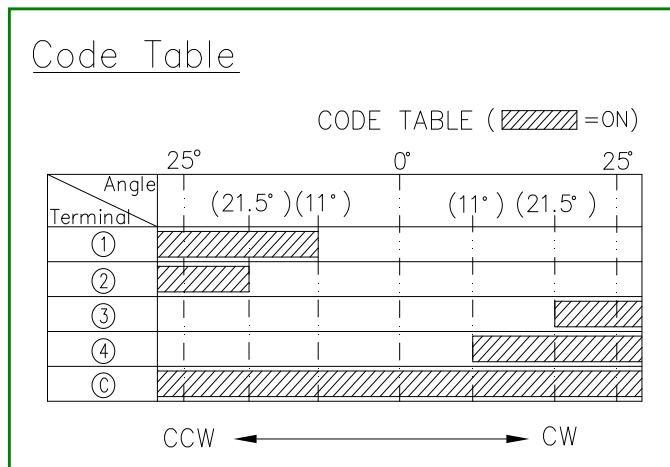 Code Table
CODE TABLE ( =ON)
25° 0° 25°
Angle
(21.5°) (11°) (11°) (21.5°)
Terminal
①
②
③
④
Ⓒ
CCW CW